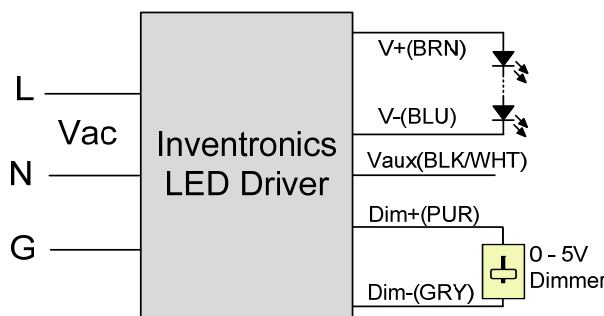 L
Vac
N
G
Inventronics
LED Driver
V+(BRN)
V-(BLU)
Vaux(BLK/WHT)
Dim+(PUR)
Dim-(GRY)
0 - 5V
Dimmer